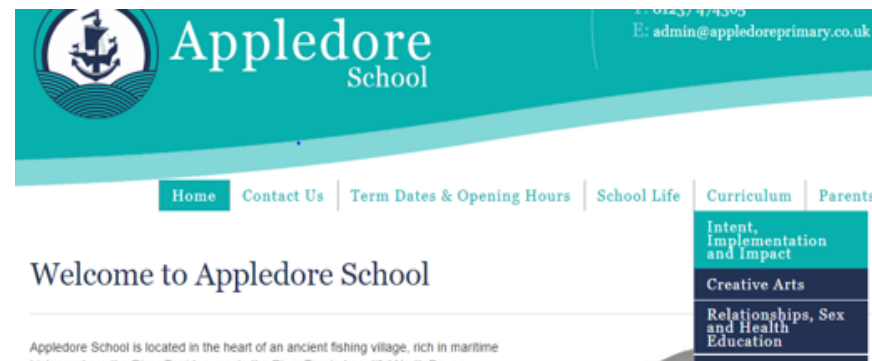 Appledore
School
E: admin@appledoreprimary.co.uk
Home Contact Us Term Dates & Opening Hours School Life Curriculum Parents
Intent,
Implementation
and Impact
Creative Arts
Relationships, Sex
and Health
Education
Welcome to Appledore School
Appledore School is located in the heart of an ancient fishing village, rich in maritime